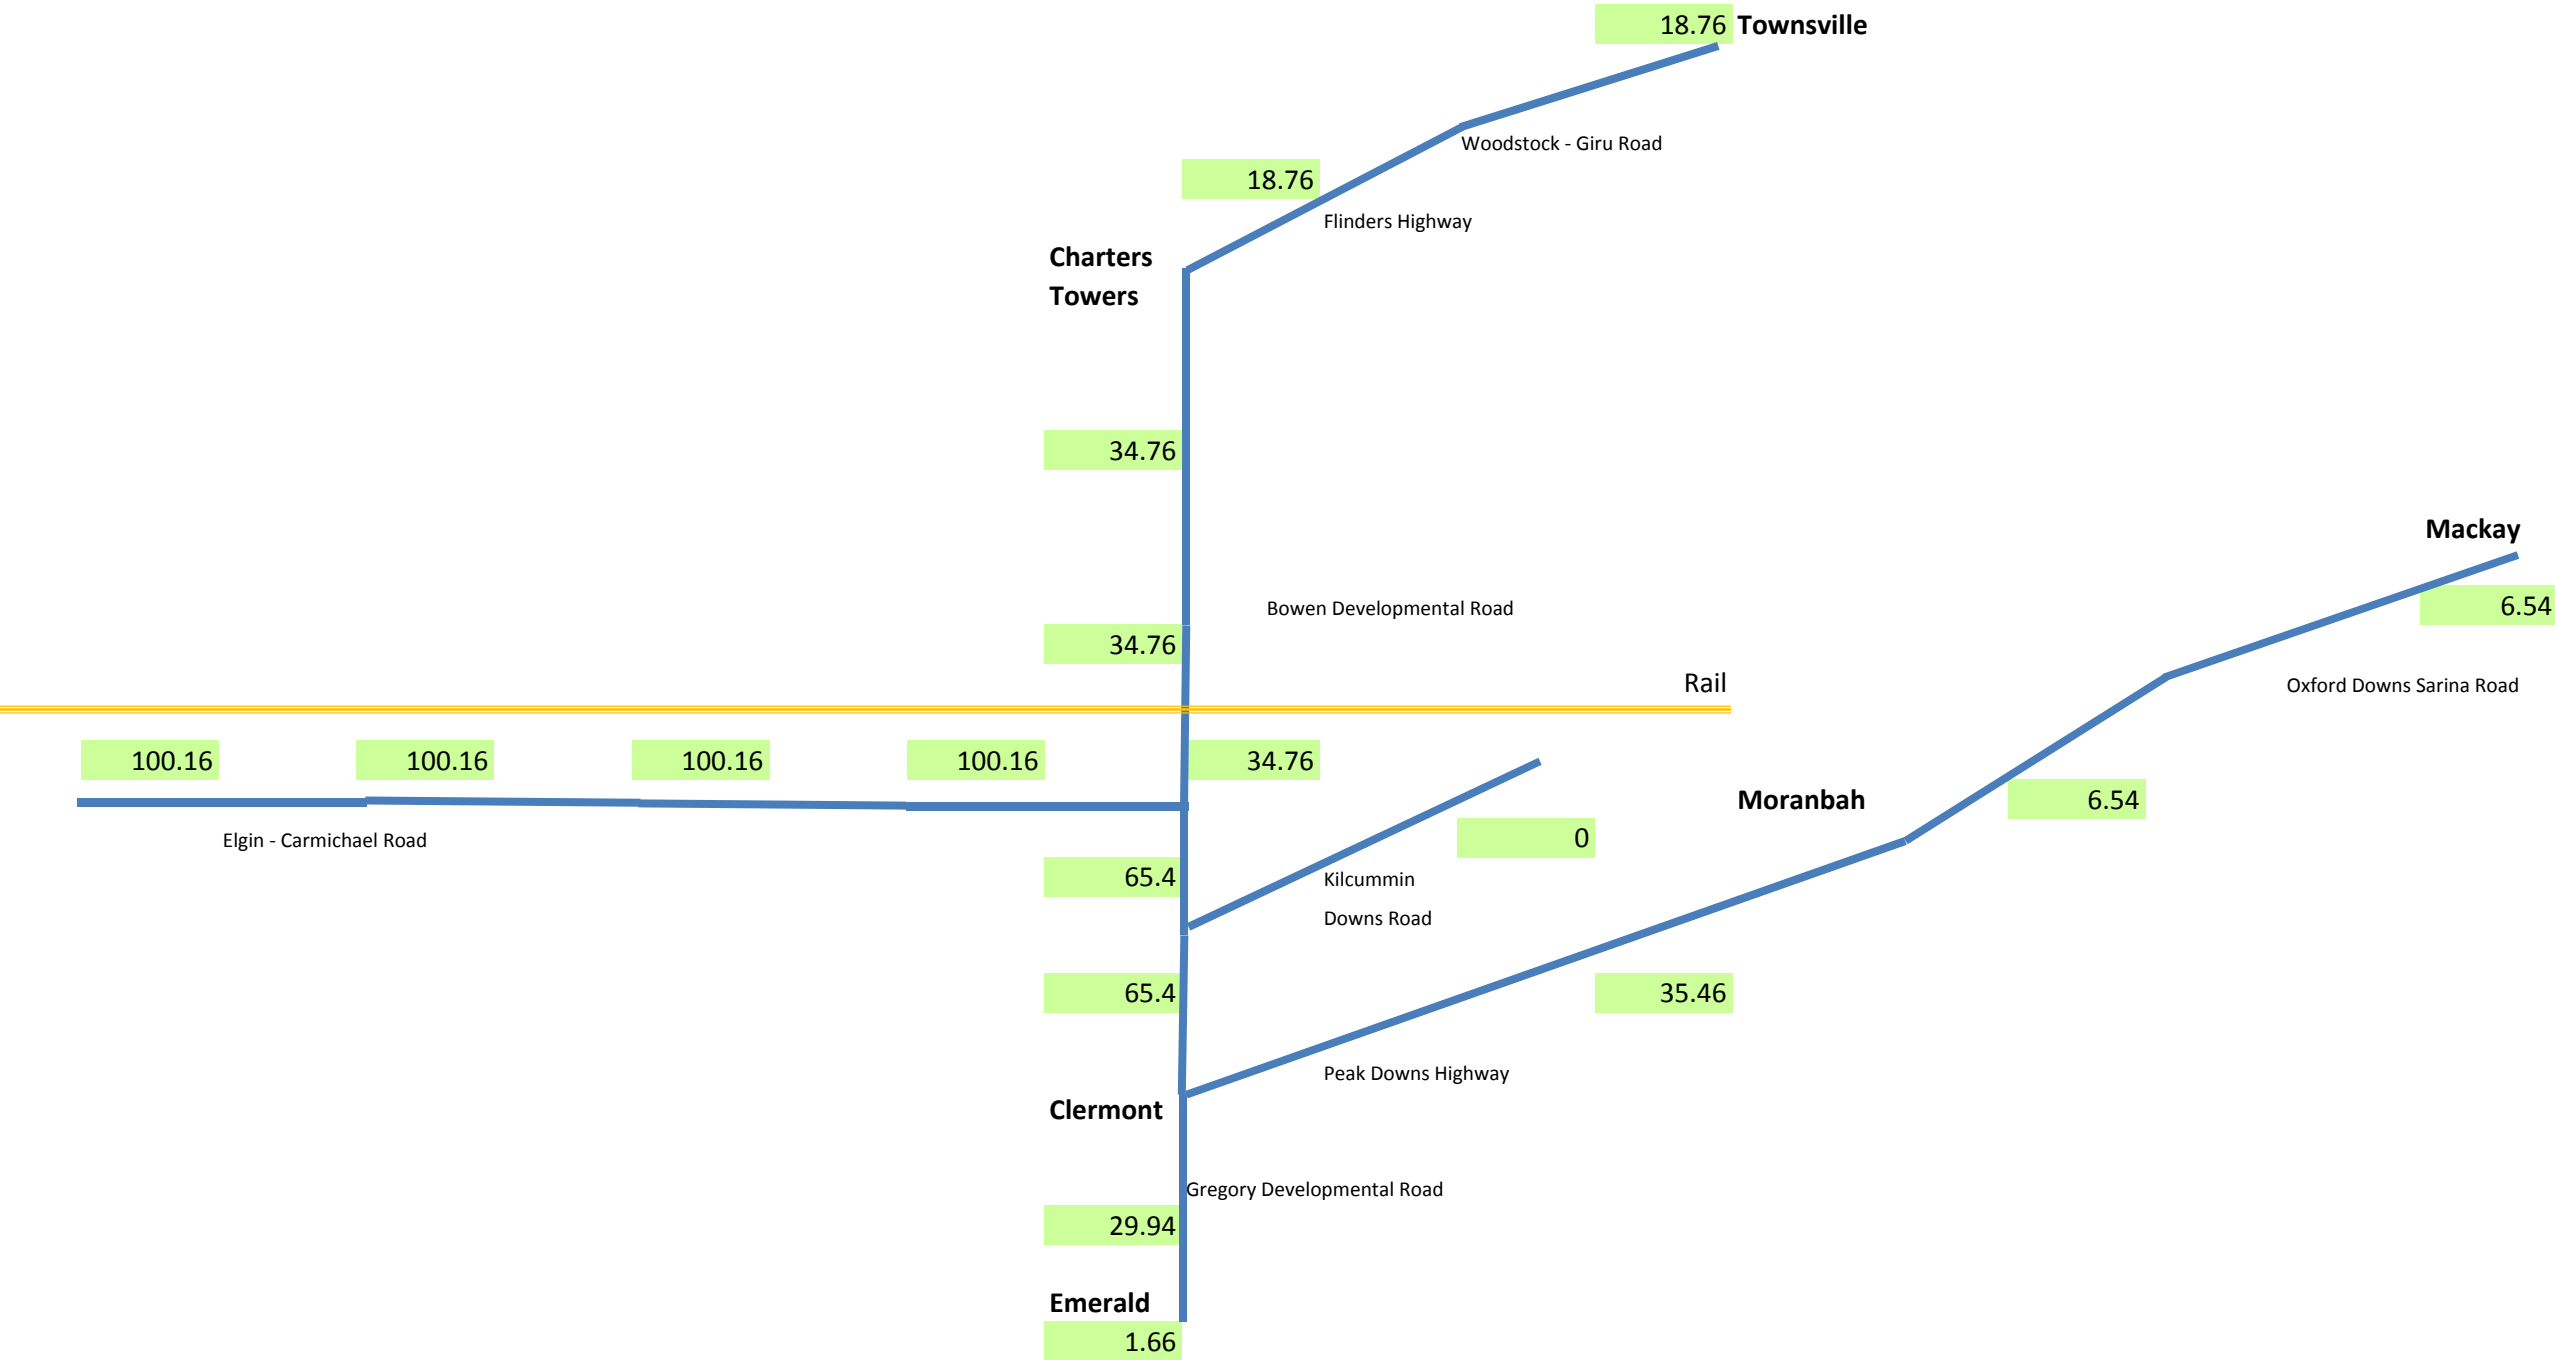 18.76 Townsville
Woodstock - Giru Road
18.76
Flinders Highway
Charters
Towers
34.76
Mackay
6.54
Bowen Developmental Road
34.76
Rail
Oxford Downs Sarina Road
100.16 100.16 100.16 100.16 34.76
Moranbah 6.54
Elgin - Carmichael Road
0
65.4
Kilcummin
Downs Road
65.4
35.46
Peak Downs Highway
Clermont
Gregory Developmental Road
29.94
Emerald
1.66